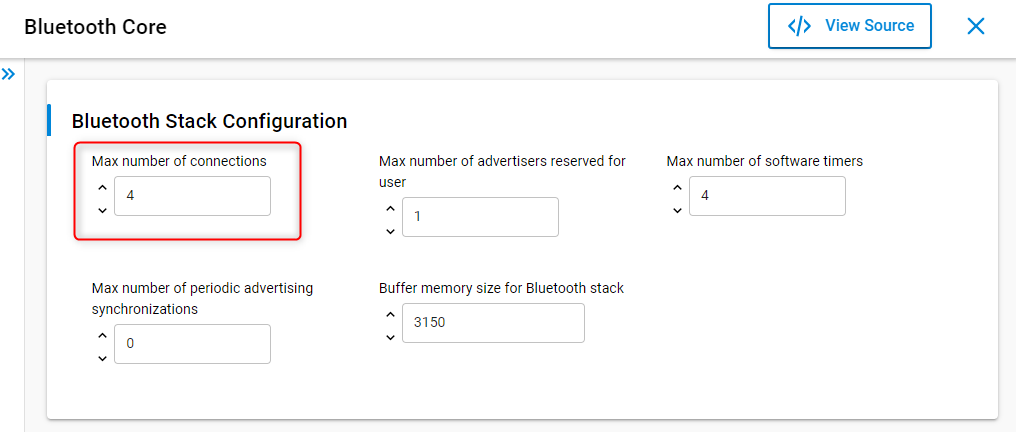 Bluetooth Core
</> View Source
Bluetooth Stack Configuration
Max number of connections
4
Max number of advertisers reserved for
user
1
Max number of software timers
4
Max number of periodic advertising
synchronizations
0
Buffer memory size for Bluetooth stack
3150